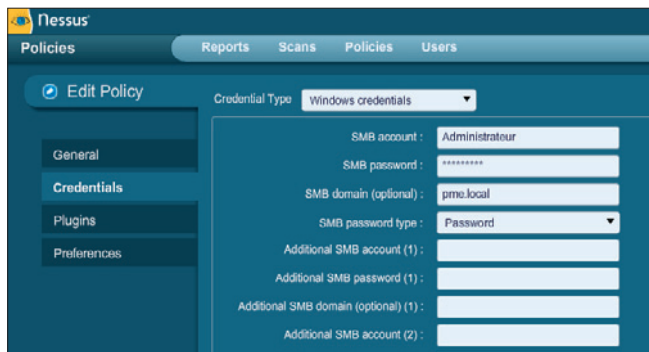 Nessus
Policies
Reports Scans Policies Users
Edit Policy
General
Credentials
Plugins
Preferences
Credential Type Windows credentials
SMB account : Administrateur
SMB password : *********
SMB domain (optional) : pme.local
SMB password type : Password
Additional SMB account (1) :
Additional SMB password (1) :
Additional SMB domain (optional) (1) :
Additional SMB account (2) :